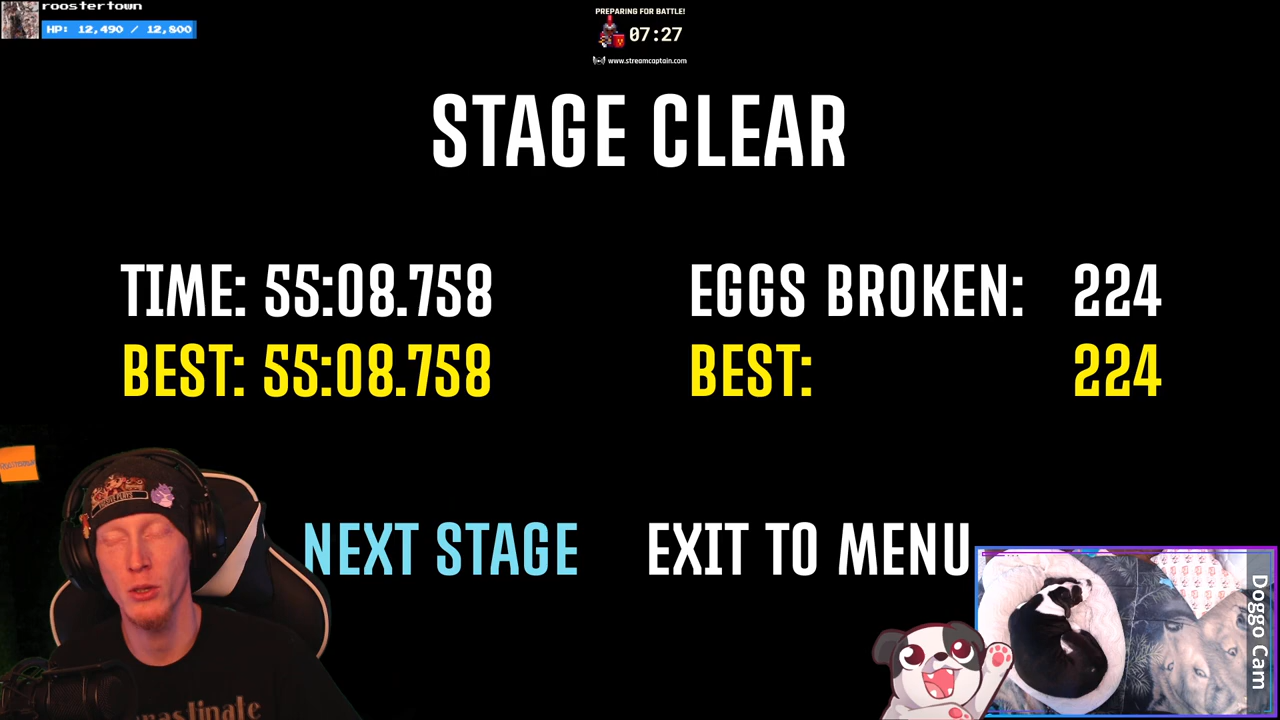 roostertown
HP: 12,490 / 12,800
PREPARING FOR BATTLE!
07:27
www.streamcaptain.com
STAGE CLEAR
TIME: 55:08.758
EGGS BROKEN: 224
BEST: 55:08.758
BEST: 224
NEXT STAGE
EXIT TO MENU
Doggo Cam